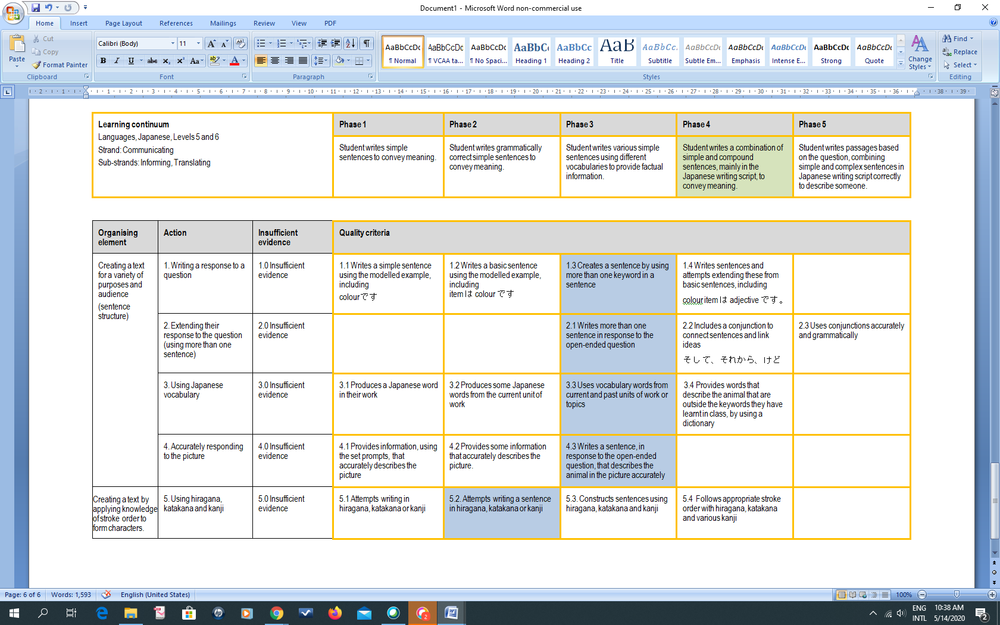 Document1 - Microsoft Word non-commercial use
Home Insert Page Layout References Mailings Review View PDF
Paste
Cut
Copy
Format Painter
Clipboard
Calibri (Body) 11
Font
Paragraph
AaBbCcDc AaBbCcDc AaBbCcDc AaBbC AaBbCc AaB AaBbCc. AaBbCcDc AaBbCcDc AaBbCcDc AaBbCcDc AaBbCcDc
¶ Normal ¶ VCAA ta... ¶ No Spaci... Heading 1 Heading 2 Title Subtitle Subtle Em... Emphasis Intense E... Strong Quote
Change
Styles
Styles
Find
Replace
Select
Editing
Learning continuum
Languages, Japanese, Levels 5 and 6
Strand: Communicating
Sub-strands: Informing, Translating
Phase 1
Phase 2
Phase 3
Phase 4
Phase 5
Student writes simple
sentences to convey meaning.
Student writes grammatically
correct simple sentences to
convey meaning.
Student writes various simple
sentences using different
vocabularies to provide factual
information.
Student writes a combination of
simple and compound
sentences, mainly in the
Japanese writing script, to
convey meaning.
Student writes passages based
on the question, combining
simple and complex sentences in
Japanese writing script correctly
to describe someone.
Organising
element
Action
Insufficient
evidence
Quality criteria
Creating a text
for a variety of
purposes and
audience
(sentence
structure)
1. Writing a response to a
question
1.0 Insufficient
evidence
1.1 Writes a simple sentence
using the modelled example,
including
colour です
1.2 Writes a basic sentence
using the modelled example,
including
item は colour です
1.3 Creates a sentence by using
more than one keyword in a
sentence
1.4 Writes sentences and
attempts extending these from
basic sentences, including
colour item は adjective です。
2. Extending their
response to the question
(using more than one
sentence)
2.0 Insufficient
evidence
2.1 Writes more than one
sentence in response to the
open-ended question
2.2 Includes a conjunction to
connect sentences and link
ideas
そして、それから、けど
2.3 Uses conjunctions accurately
and grammatically
3. Using Japanese
vocabulary
3.0 Insufficient
evidence
3.1 Produces a Japanese word
in their work
3.2 Produces some Japanese
words from the current unit of
work
3.3 Uses vocabulary words from
current and past units of work or
topics
3.4 Provides words that
describe the animal that are
outside the keywords they have
learnt in class, by using a
dictionary
4. Accurately responding
to the picture
4.0 Insufficient
evidence
4.1 Provides information, using
the set prompts, that
accurately describes the
picture
4.2 Provides some information
that accurately describes the
picture.
4.3 Writes a sentence, in
response to the open-ended
question, that describes the
animal in the picture accurately
Creating a text by
applying knowledge
of stroke order to
form characters.
5. Using hiragana,
katakana and kanji
5.0 Insufficient
evidence
5.1 Attempts writing in
hiragana, katakana or kanji
5.2. Attempts writing a sentence
in hiragana, katakana or kanji
5.3. Constructs sentences using
hiragana, katakana and kanji
5.4 Follows appropriate stroke
order with hiragana, katakana
and various kanji
Page: 6 of 6 Words: 1,593 English (United States) 100%
ENG
INTL
10:38 AM
5/14/2020